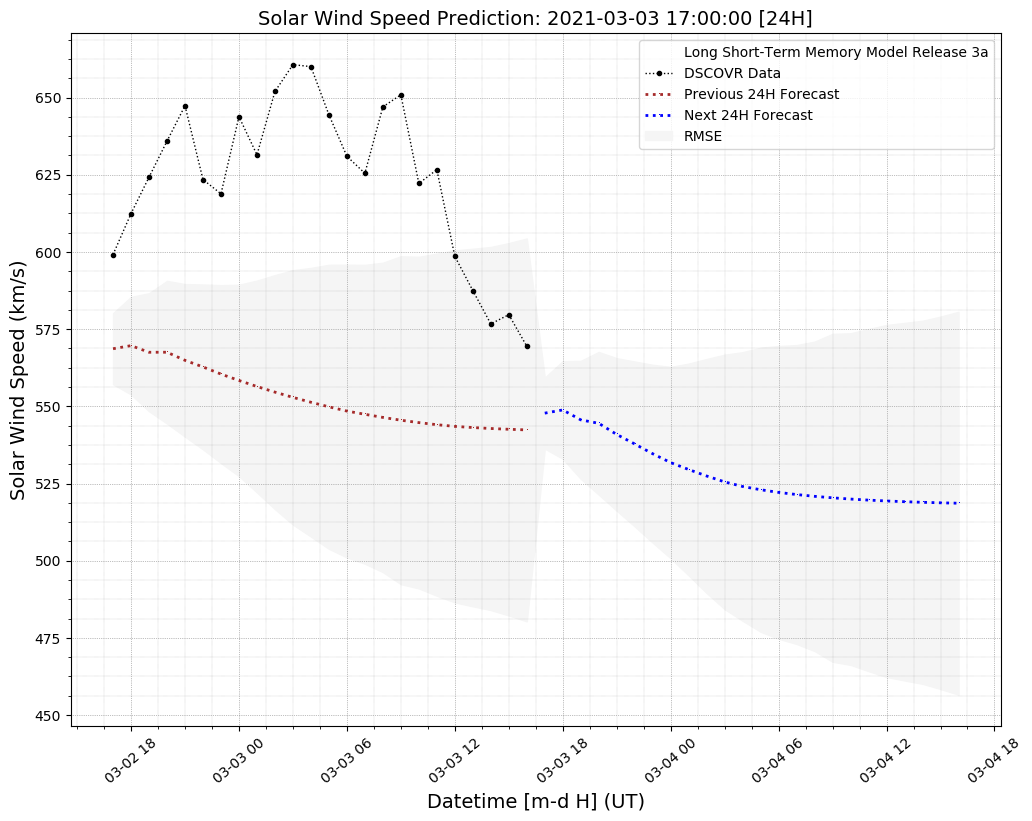 Solar Wind Speed Prediction: 2021-03-03 17:00:00 [24H]
Long Short-Term Memory Model Release 3a
DSCOVR Data
Previous 24H Forecast
Next 24H Forecast
RMSE
Solar Wind Speed (km/s)
650
625
600
575
550
525
500
475
450
03-02 18
03-03 00
03-03 06
03-03 12
03-03 18
03-04 00
03-04 06
03-04 12
03-04 18
Datetime [m-d H] (UT)